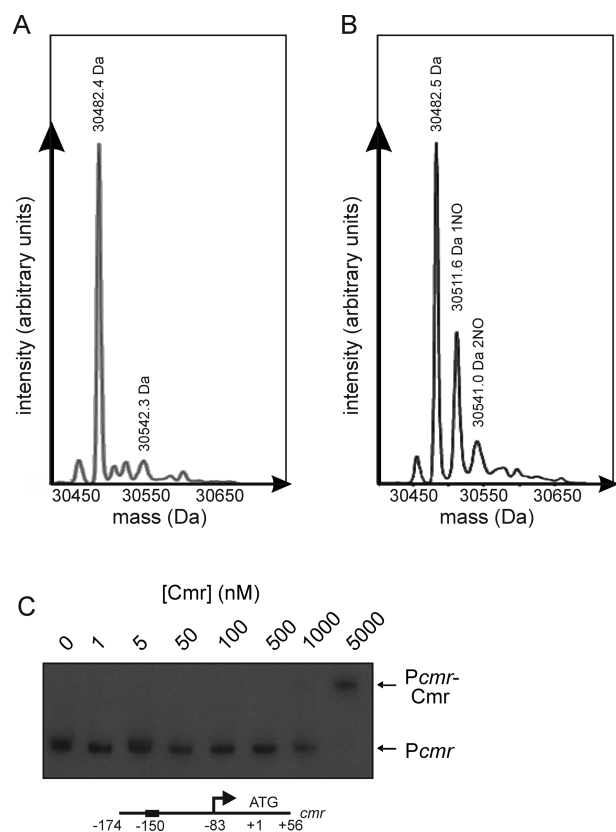 A
B
30482.4 Da
30542.3 Da
intensity (arbitrary units)
30450 30550 30650
mass (Da)
30482.5 Da
30511.6 Da 1NO
30541.0 Da 2NO
intensity (arbitrary units)
30450 30550 30650
mass (Da)
C
[Cmr] (nM)
0 1 5 50 100 500 1000 5000
Pcmr-
Cmr
Pcmr
ATG
cmr
-174 -150 -83 +1 +56